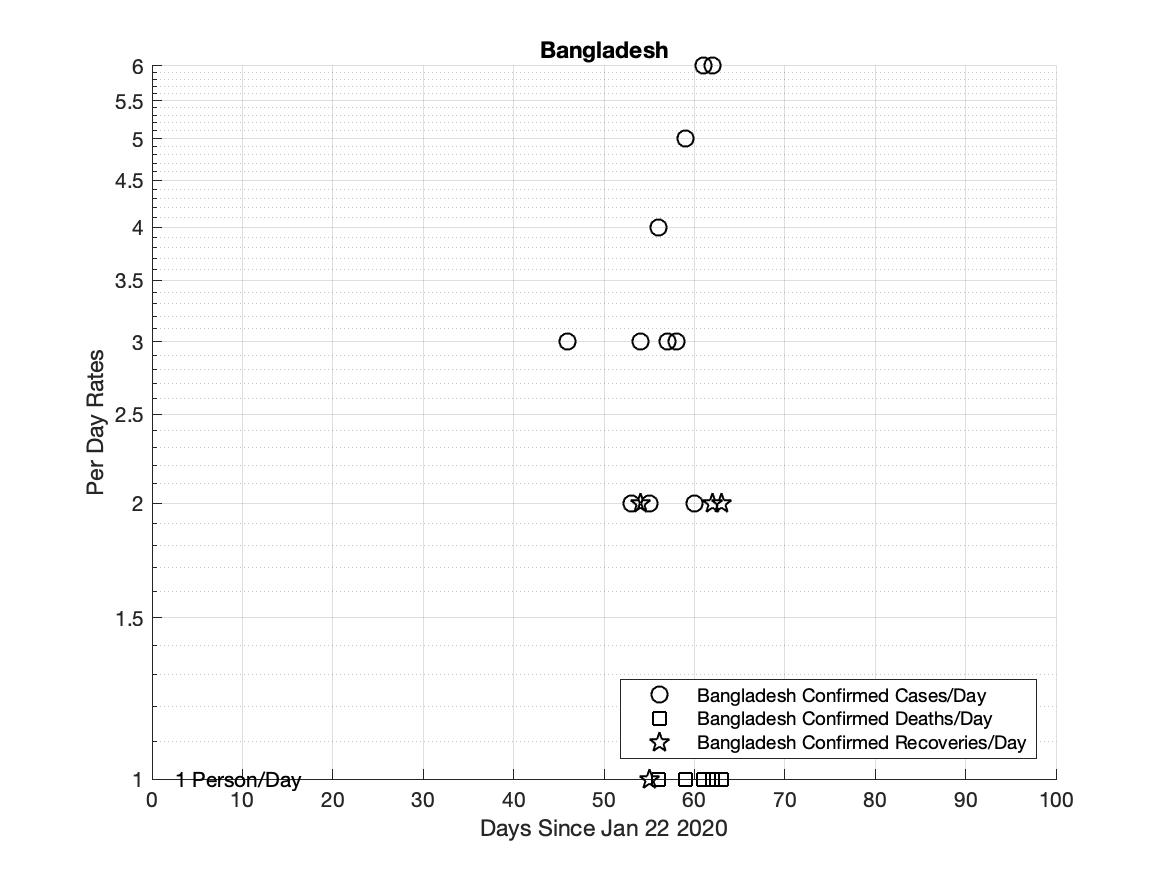 Bangladesh
6
5.5
5
4.5
4
3.5
3
2.5
2
1.5
1
Per Day Rates
1 Person/Day
Bangladesh Confirmed Cases/Day
Bangladesh Confirmed Deaths/Day
Bangladesh Confirmed Recoveries/Day
0 10 20 30 40 50 60 70 80 90 100
Days Since Jan 22 2020